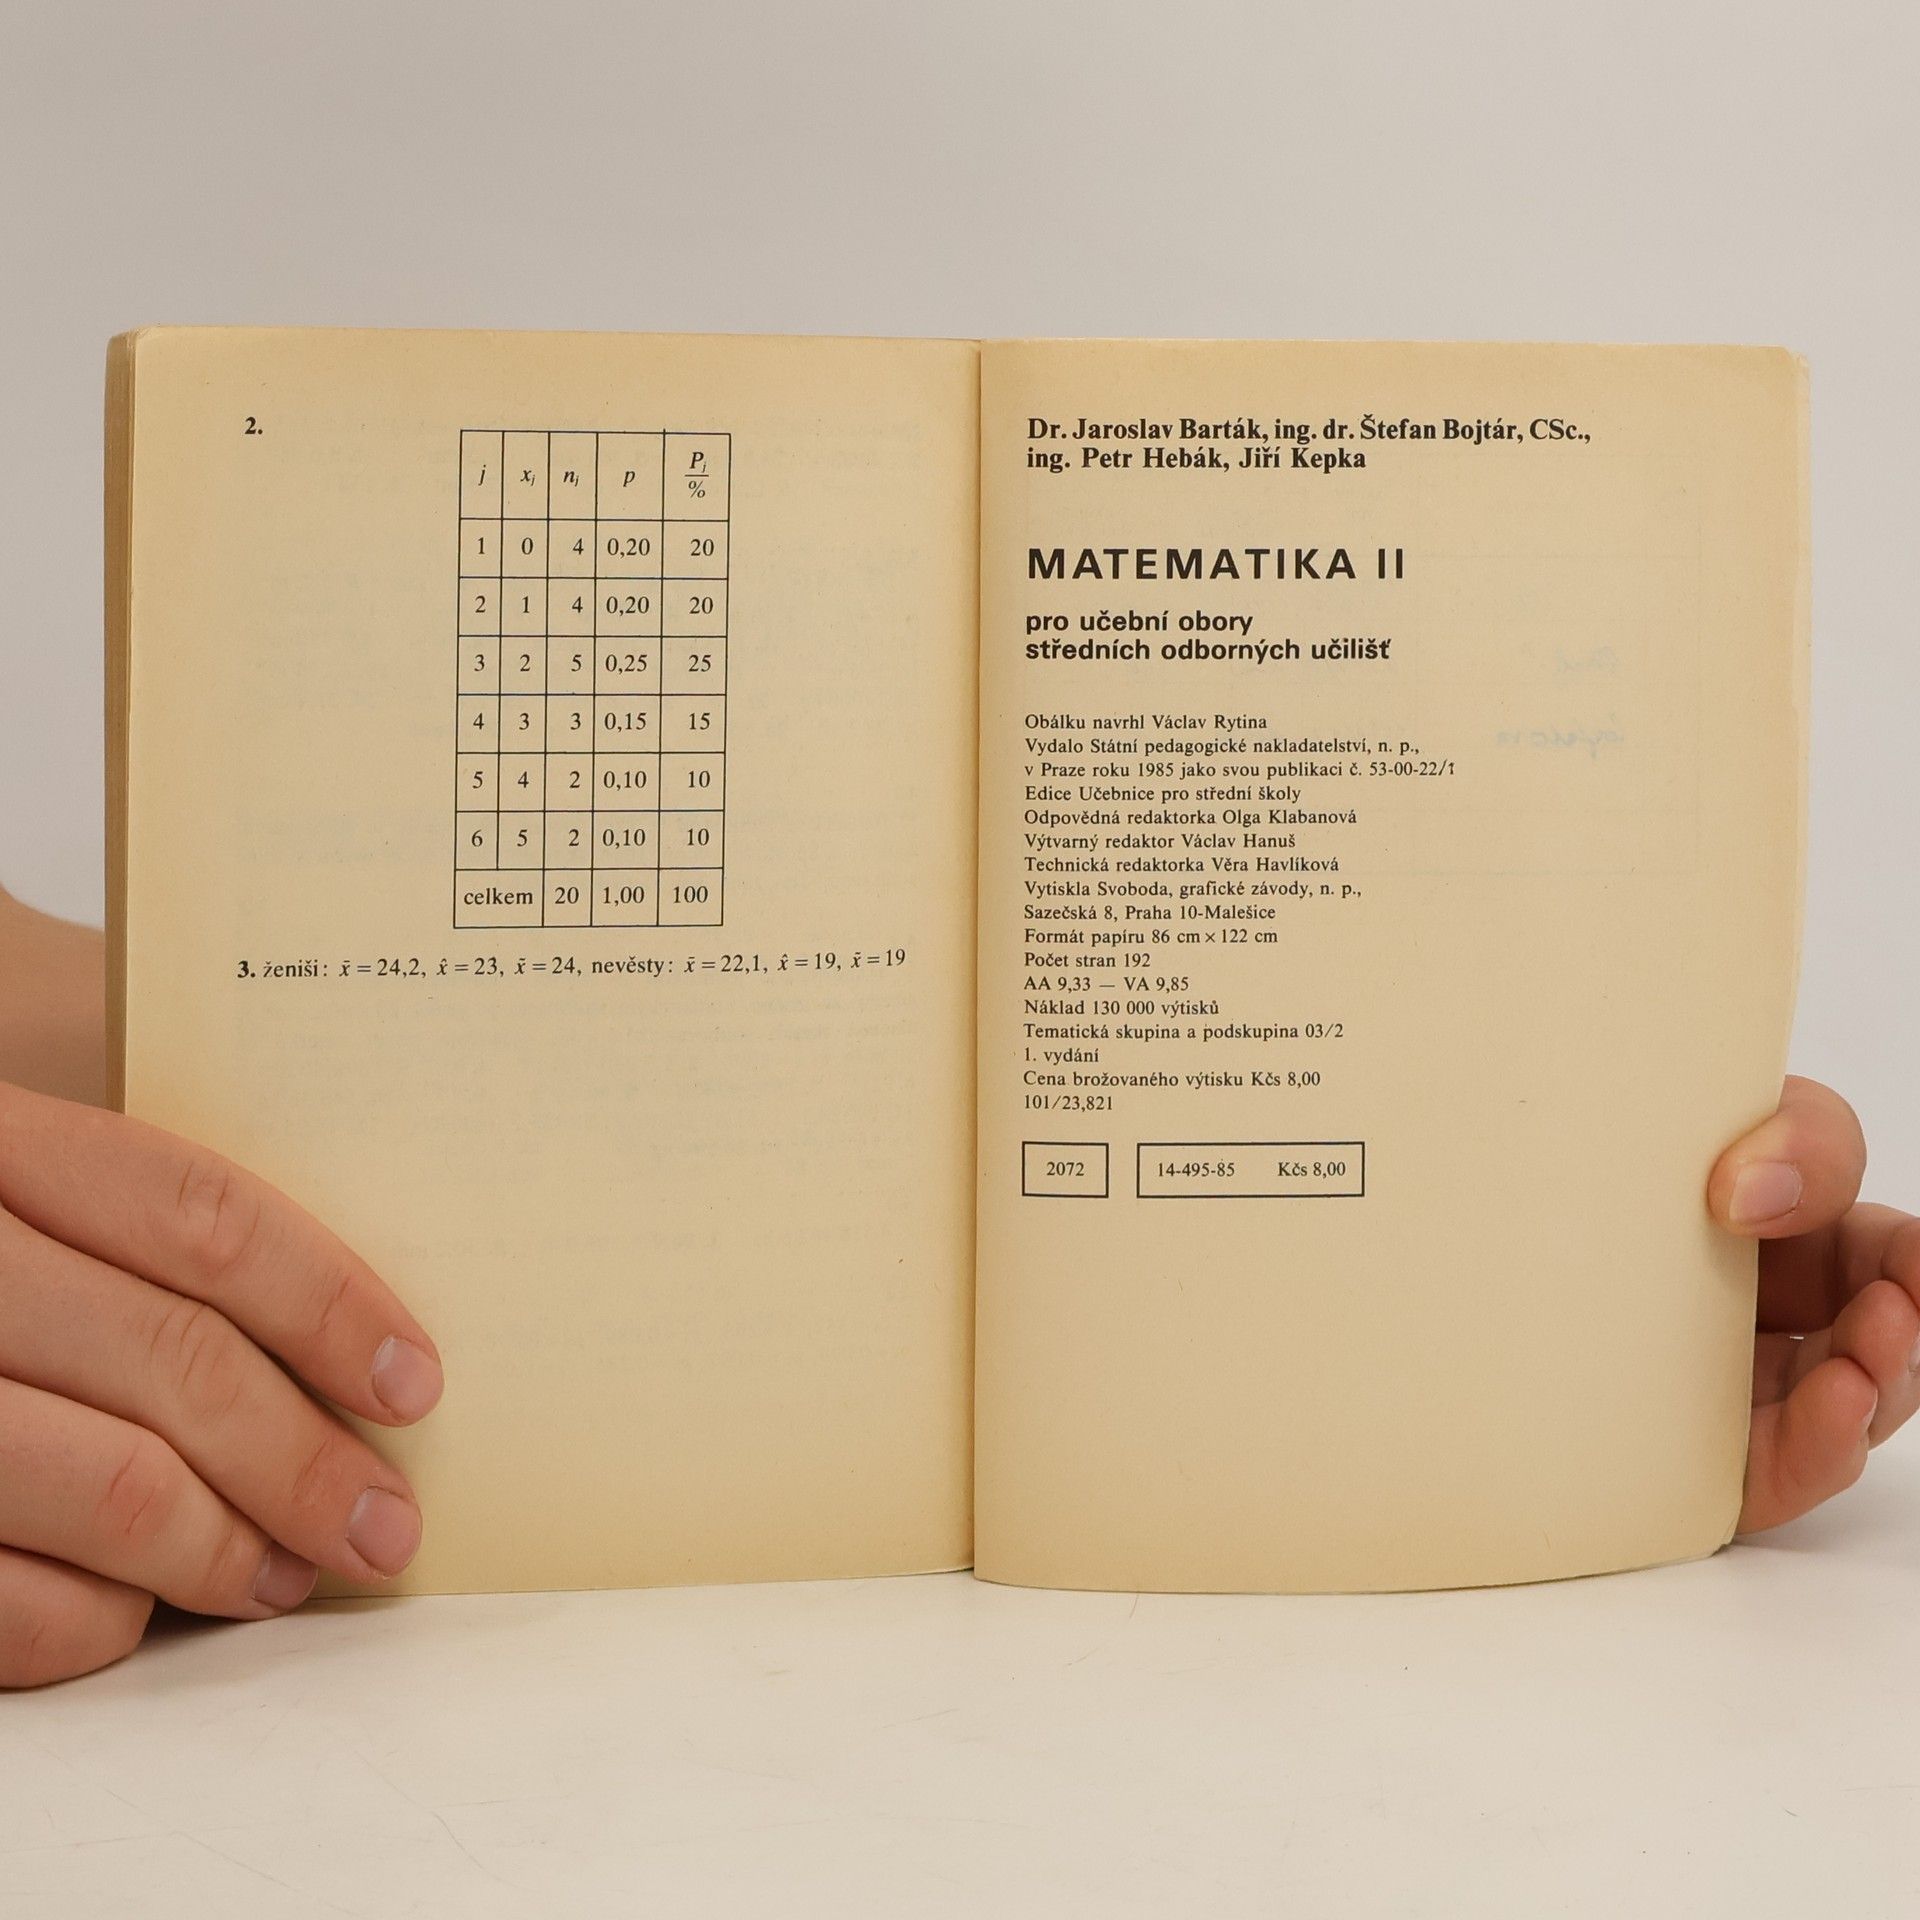 2.
j xj nj p Pj/%
1 0 4 0,20 20
2 1 4 0,20 20
3 2 5 0,25 25
4 3 3 0,15 15
5 4 2 0,10 10
6 5 2 0,10 10
celkem 20 1,00 100
3. ženiši: x̄ = 24,2, x̂ = 23, x̃ = 24, nevěsty: x̄ = 22,1, x̂ = 19, x̃ = 19
Dr. Jaroslav Barták, ing. dr. Štefan Bojtár, CSc.,
ing. Petr Hebák, Jiří Kepka
MATEMATIKA II
pro učební obory
středních odborných učilišť
Obálku navrhl Václav Rytina
Vydalo Státní pedagogické nakladatelství, n. p.,
v Praze roku 1985 jako svou publikaci č. 53-00-22/1
Edice Učebnice pro střední školy
Odpovědná redaktorka Olga Klabanová
Výtvarný redaktor Václav Hanuš
Technická redaktorka Věra Havlíková
Vytiskla Svoboda, grafické závody, n. p.,
Sazečská 8, Praha 10-Malešice
Formát papíru 86 cm × 122 cm
Počet stran 192
AA 9,33 — VA 9,85
Náklad 130 000 výtisků
Tematická skupina a podskupina 03/2
1. vydání
Cena brožovaného výtisku Kčs 8,00
101/23,821
2072 14-495-85 Kčs 8,00